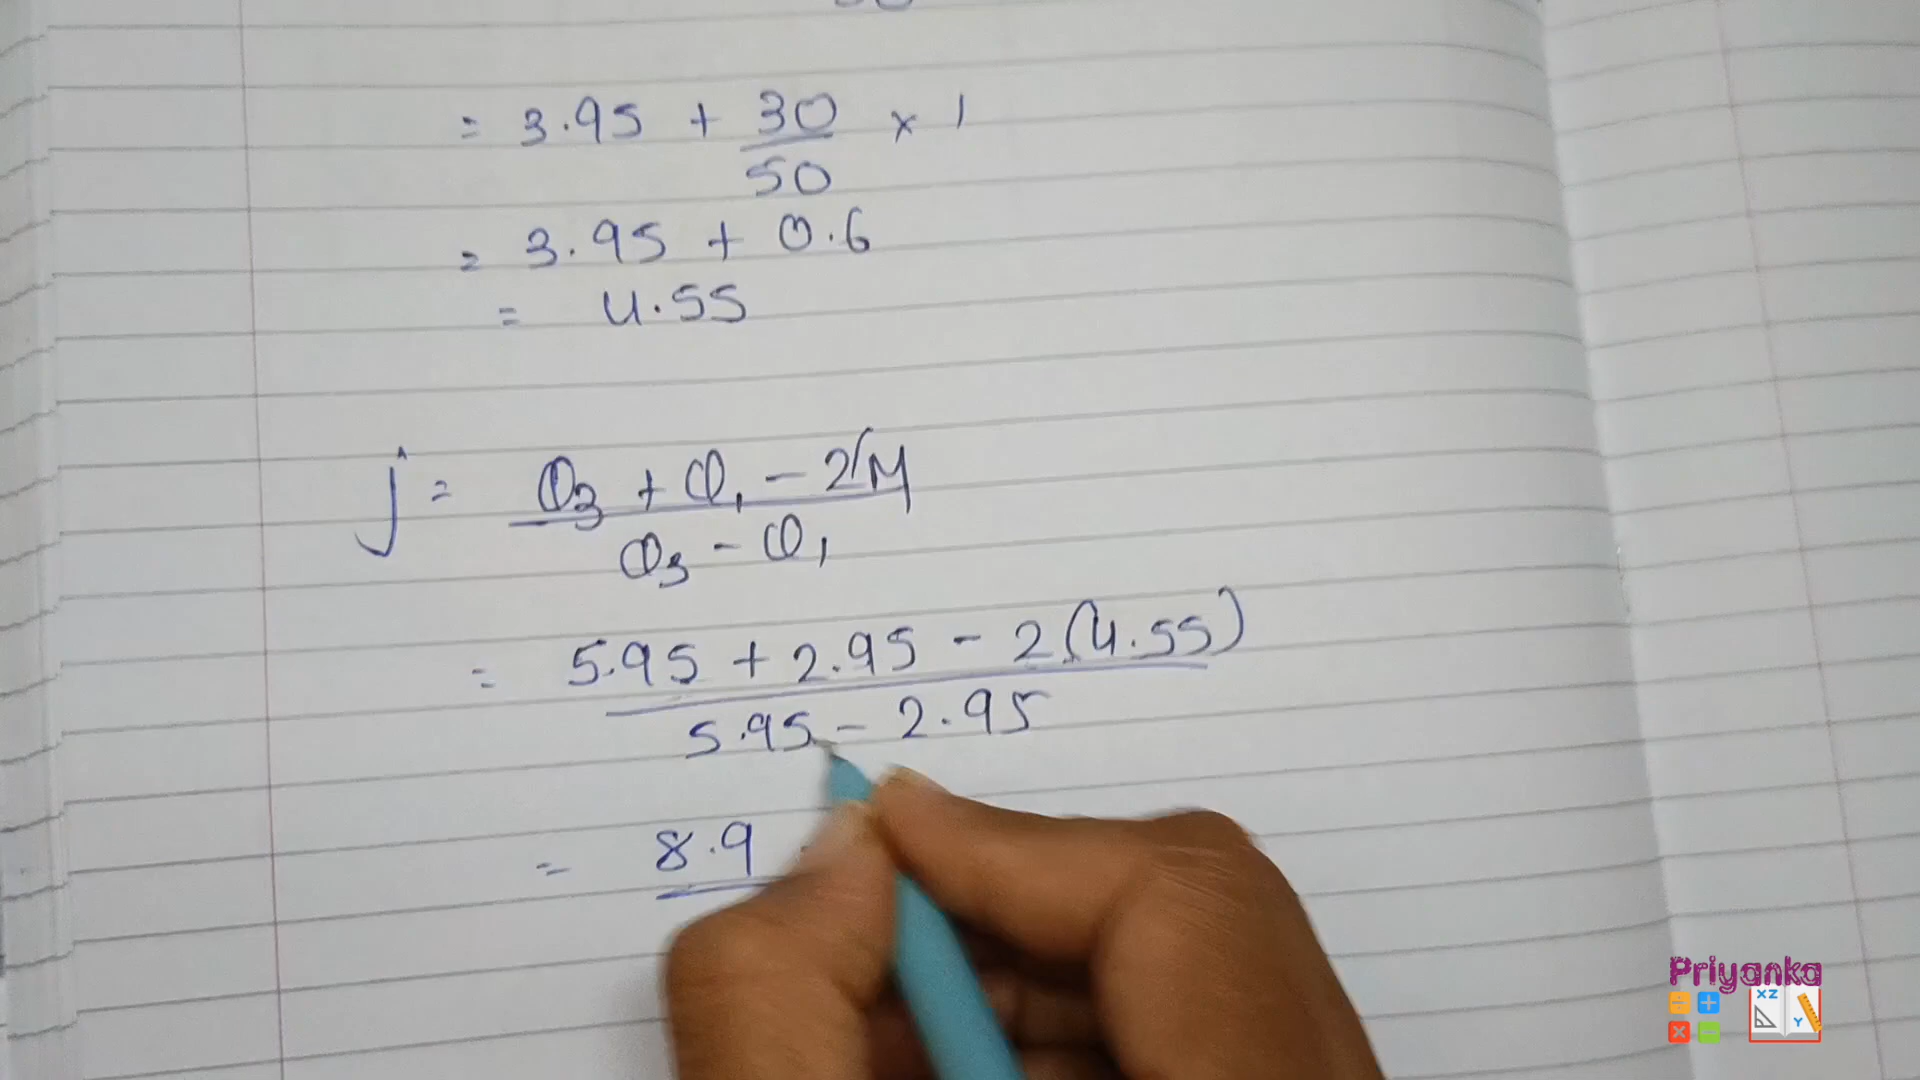 = 3.95 + 30/50 x 1
= 3.95 + 0.6
= 4.55
j = Q3 + Q1 - 2M
Q3 - Q1
= 5.95 + 2.95 - 2(4.55)
5.95 - 2.95
= 8.9
Priyanka
XZ
Y